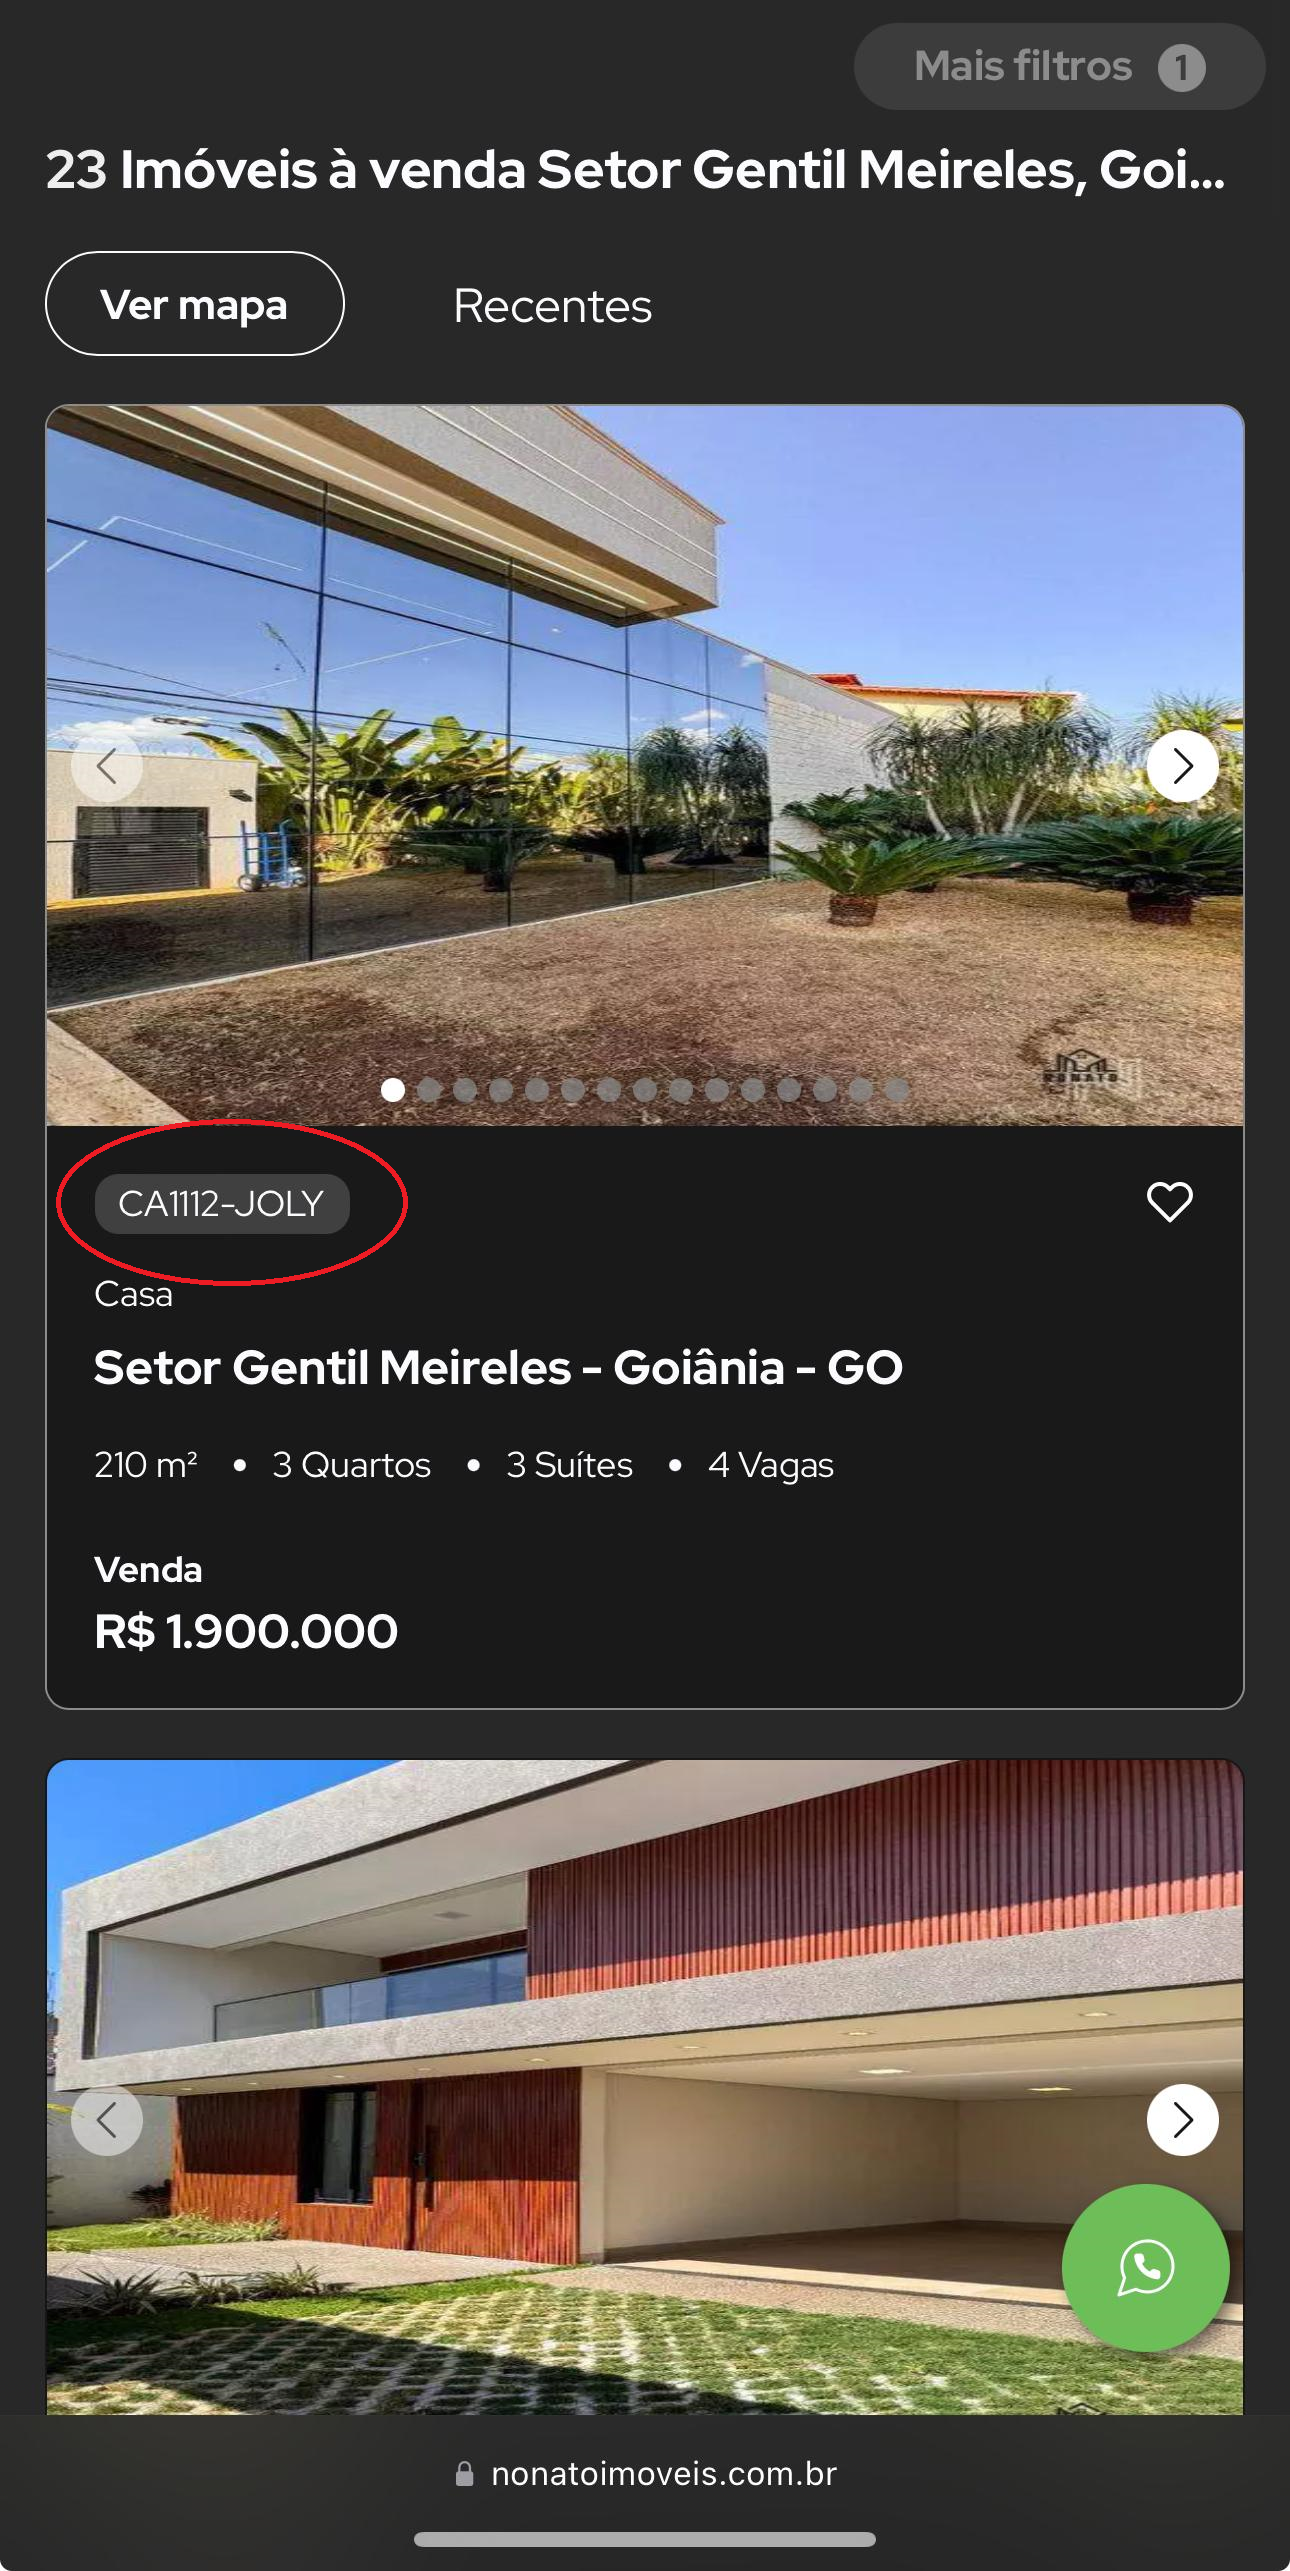 Mais filtros 1
23 Imóveis à venda Setor Gentil Meireles, Goi...
Ver mapa
Recentes
NONATO
CA1112-JOLY
Casa
Setor Gentil Meireles - Goiânia - GO
210 m² • 3 Quartos • 3 Suítes • 4 Vagas
Venda
R$ 1.900.000
nonatoimoveis.com.br